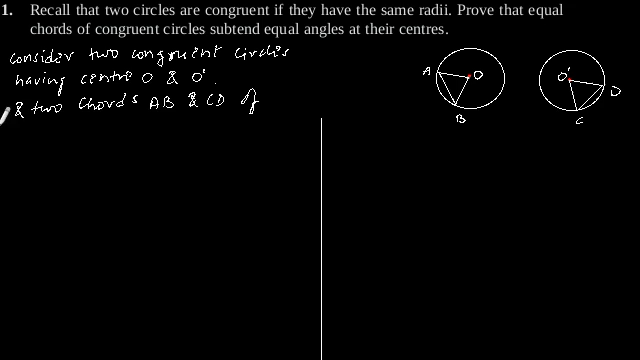 1. Recall that two circles are congruent if they have the same radii. Prove that equal
chords of congruent circles subtend equal angles at their centres.
consider two congruent circles
having centre O & O'.
& two chords AB & CD of
A
O
B
O'
D
C